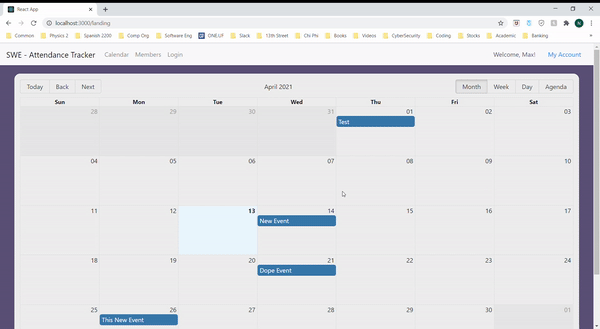 React App
localhost:3000/landing
Common Physics 2 Spanish 2200 Comp Org Software Eng ONE.UF Slack 13th Street Chi Phi Books Videos CyberSecurity Coding Stocks Academic Banking
SWE - Attendance Tracker Calendar Members Login Welcome, Max! My Account
Today Back Next April 2021 Month Week Day Agenda
Sun Mon Tue Wed Thu Fri Sat
28 29 30 31 01 02 03
Test
04 05 06 07 08 09 10
11 12 13 14 15 16 17
New Event
18 19 20 21 22 23 24
Dope Event
25 26 27 28 29 30 01
This New Event